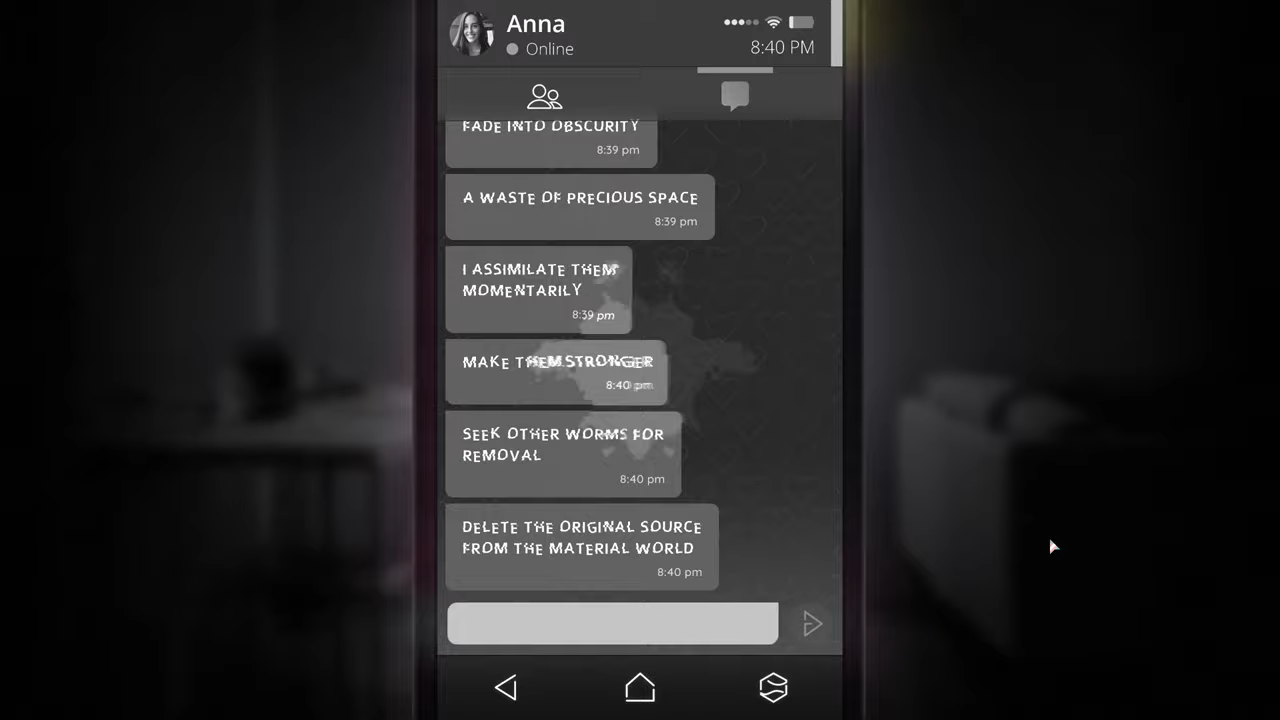 Anna
Online
8:40 PM
FADE INTO OBSCURITY
8:39 pm
A WASTE OF PRECIOUS SPACE
8:39 pm
I ASSIMILATE THEM
MOMENTARILY
8:39 pm
MAKE THEM STRONGER
8:40 pm
SEEK OTHER WORMS FOR
REMOVAL
8:40 pm
DELETE THE ORIGINAL SOURCE
FROM THE MATERIAL WORLD
8:40 pm